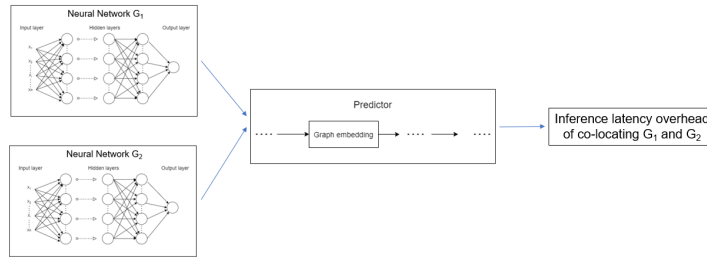 Neural Network G1
Input layer
Hidden layers
Output layer
Predictor
Graph embedding
Inference latency overhead
of co-locating G1 and G2
Neural Network G2
Input layer
Hidden layers
Output layer